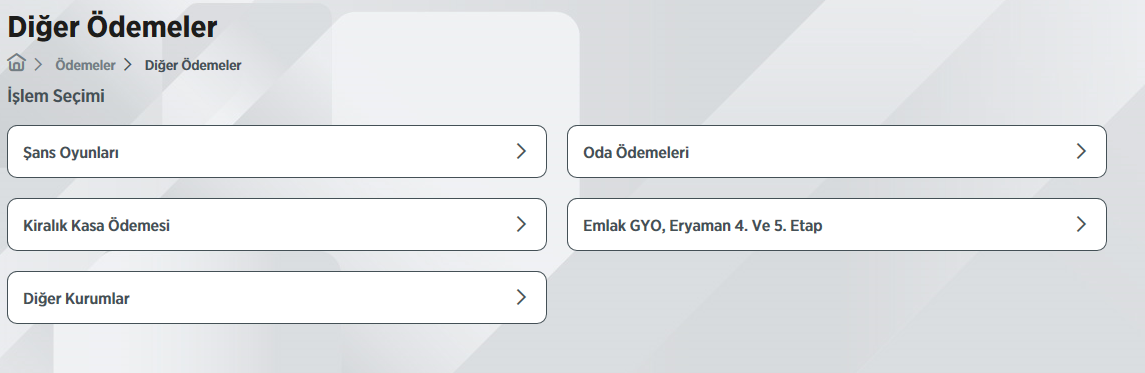 Diğer Ödemeler
Ödemeler Diğer Ödemeler
İşlem Seçimi
Şans Oyunları
Oda Ödemeleri
Kiralık Kasa Ödemesi
Emlak GYO, Eryaman 4. Ve 5. Etap
Diğer Kurumlar